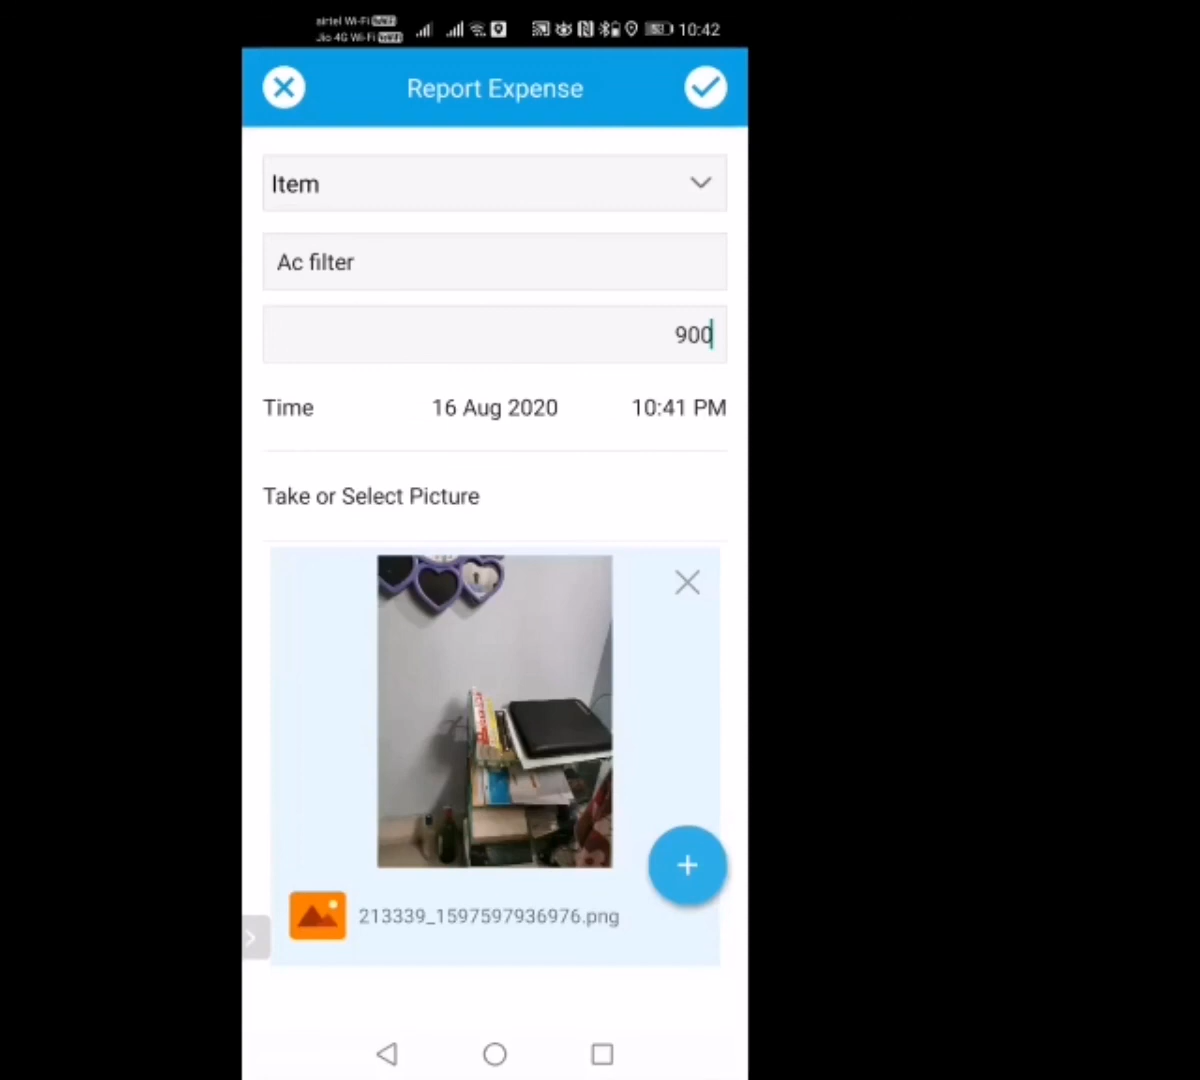 airtel Wi-Fi
Jio 4G Wi-Fi
10:42
Report Expense
Item
Ac filter
900
Time 16 Aug 2020 10:41 PM
Take or Select Picture
213339_1597597936976.png